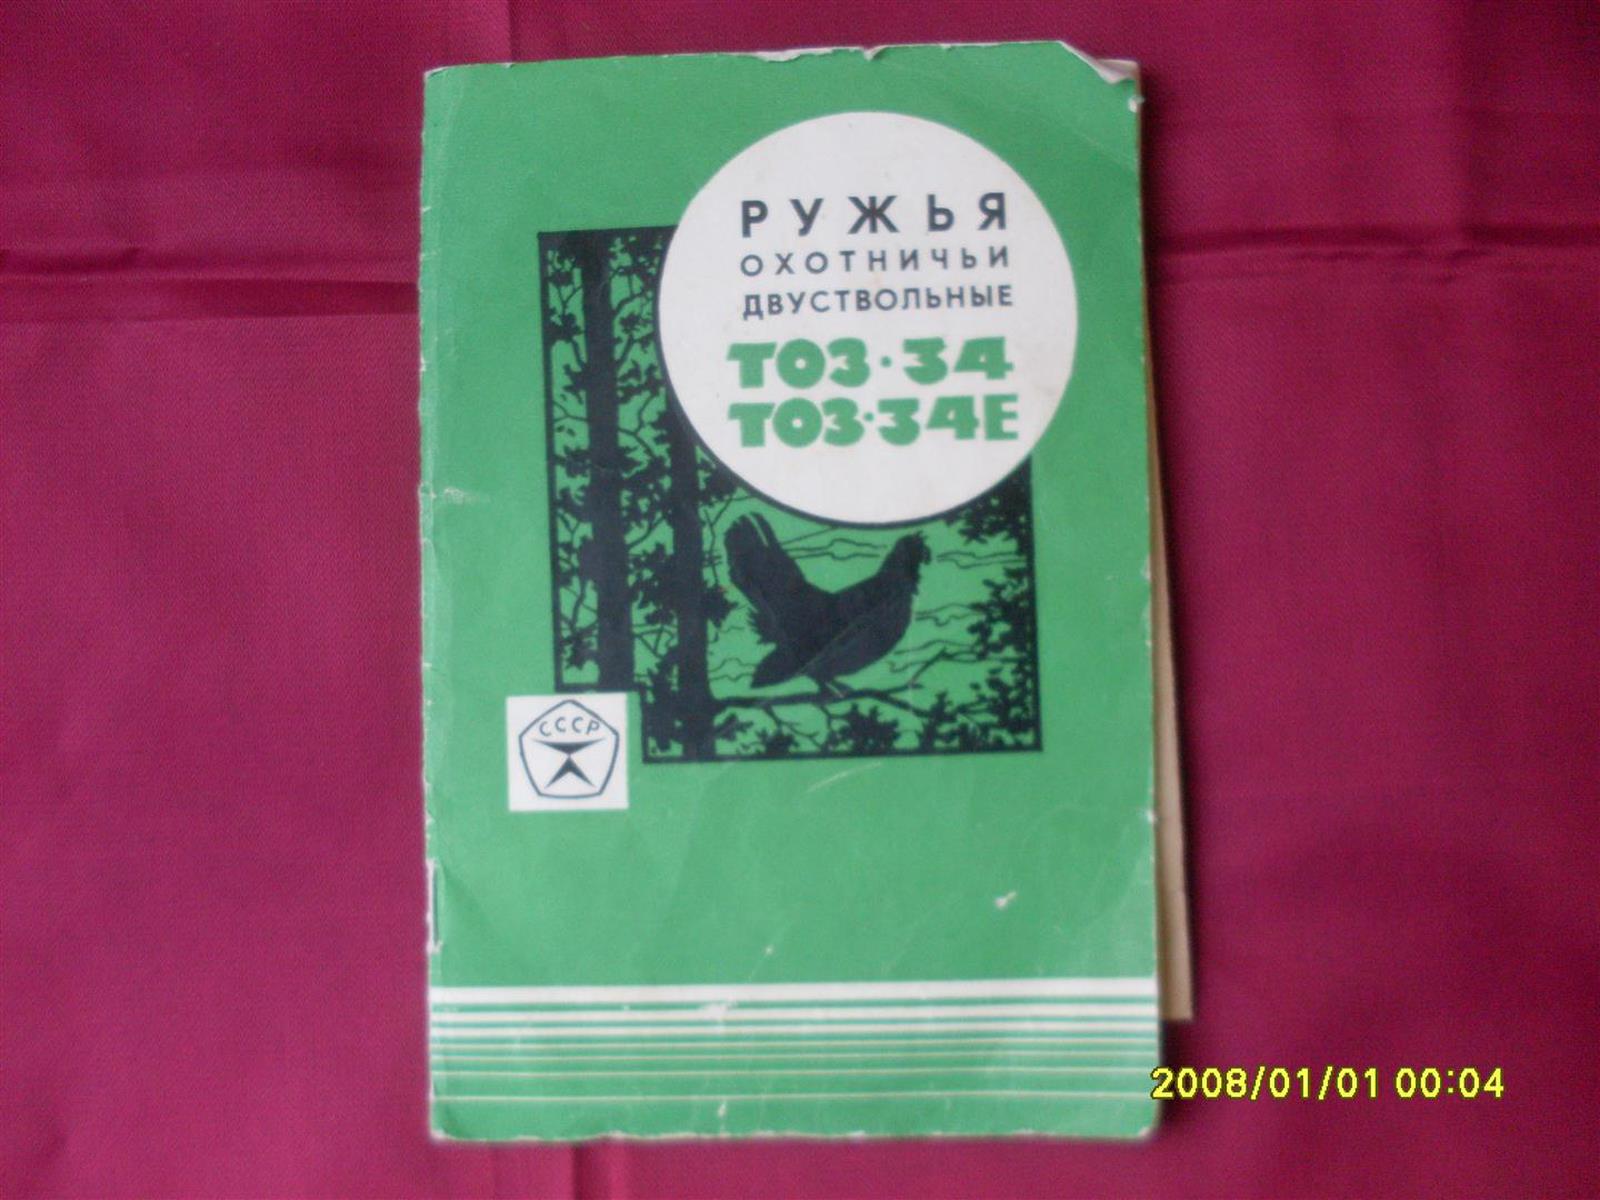 РУЖЬЯ
ОХОТНИЧЬИ
ДВУСТВОЛЬНЫЕ
ТОЗ·34
ТОЗ·34Е
СССР
2008/01/01 00:04